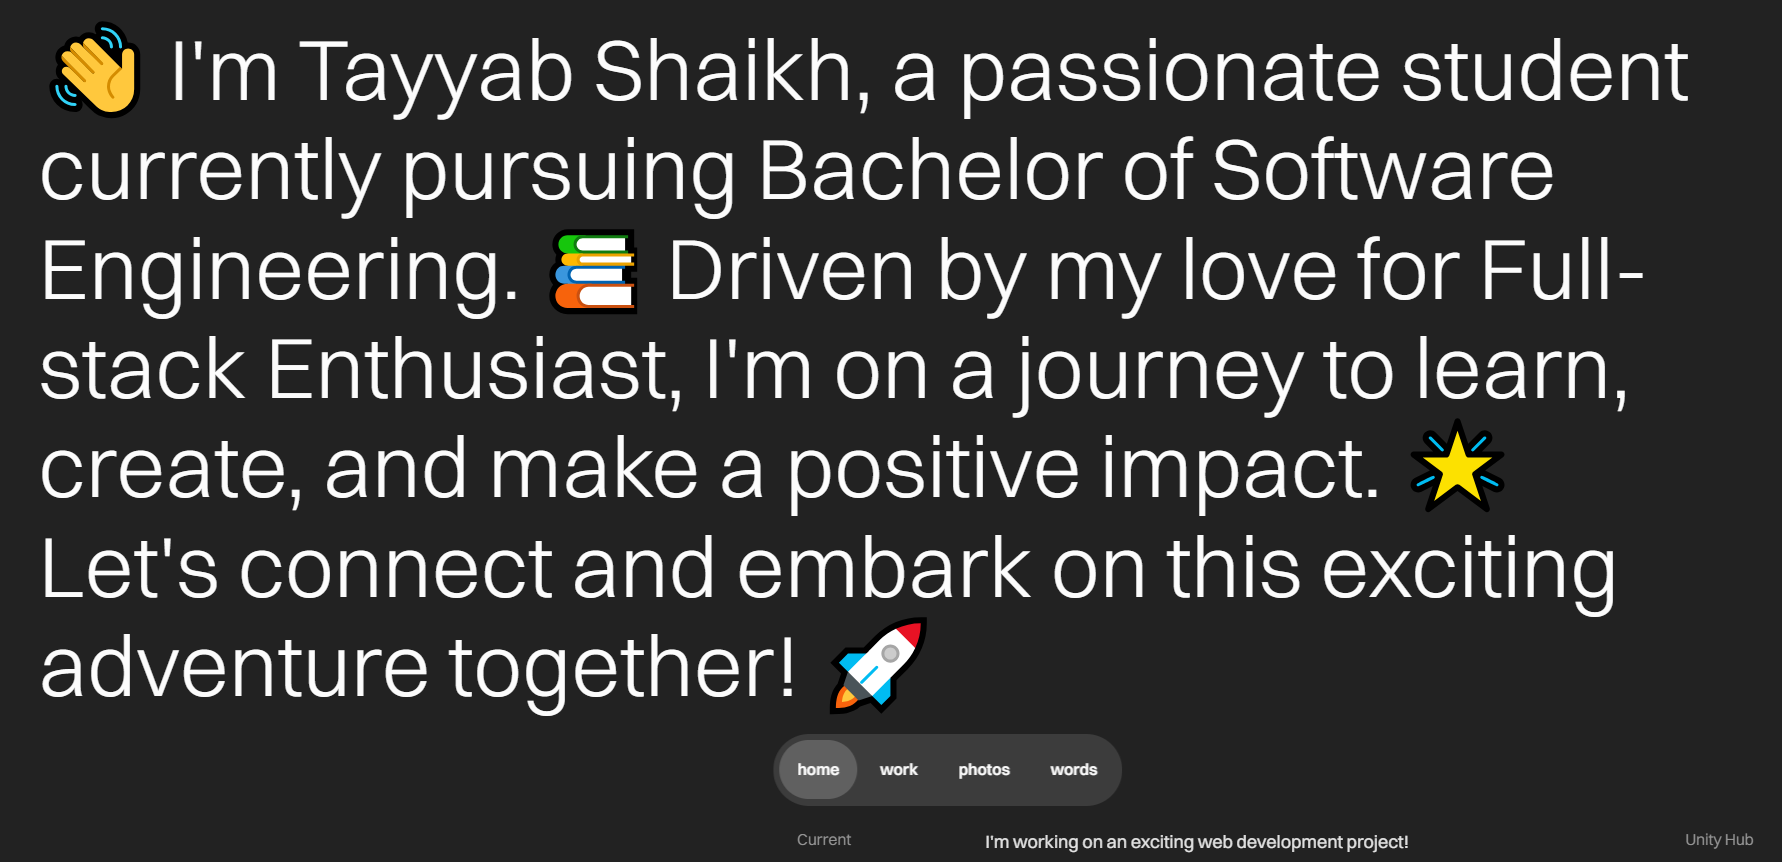 👋 I'm Tayyab Shaikh, a passionate student
currently pursuing Bachelor of Software
Engineering. 📚 Driven by my love for Full-
stack Enthusiast, I'm on a journey to learn,
create, and make a positive impact. 🌟
Let's connect and embark on this exciting
adventure together! 🚀
home work photos words
Current I'm working on an exciting web development project! Unity Hub